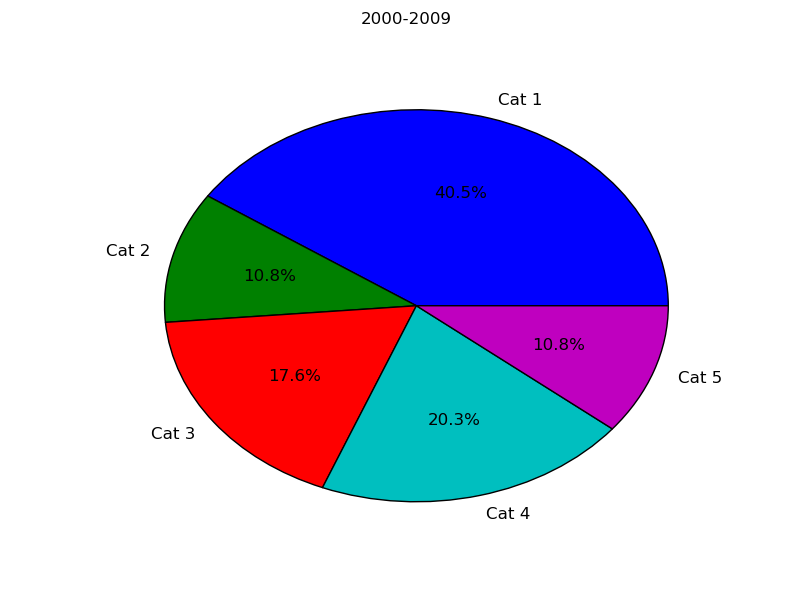 2000-2009
Cat 1
40.5%
Cat 2
10.8%
17.6%
Cat 3
20.3%
Cat 4
10.8%
Cat 5